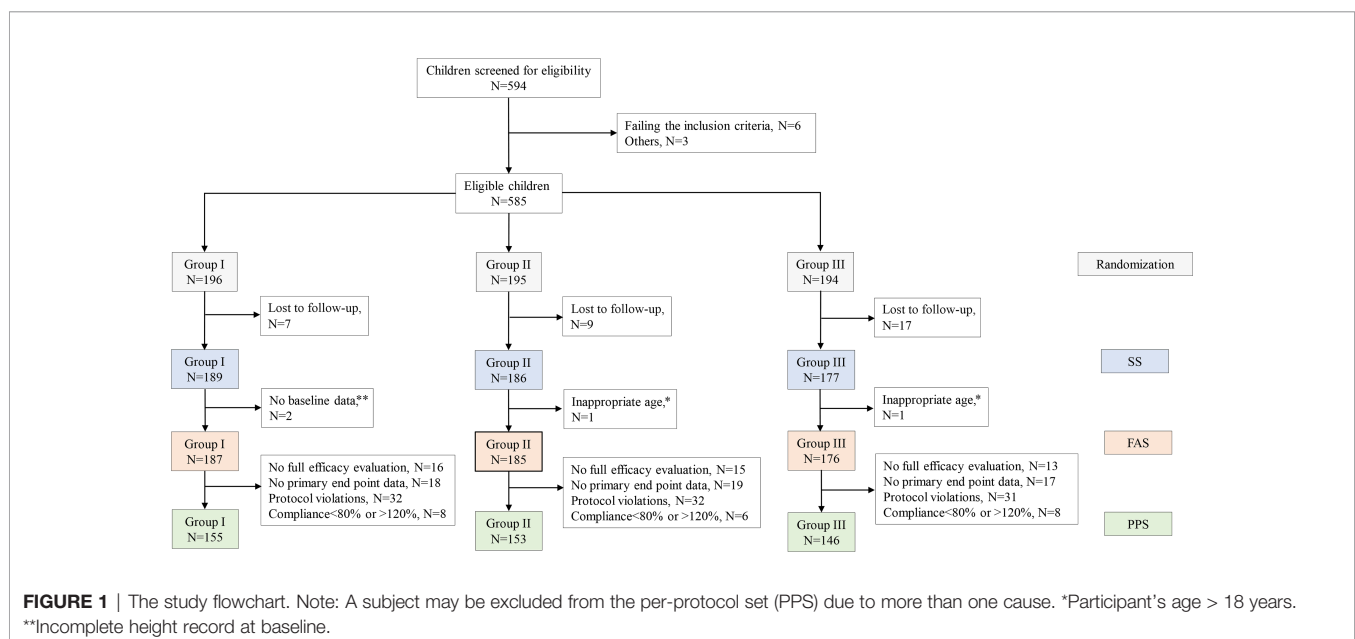 Children screened for eligibility
N=594
Failing the inclusion criteria, N=6
Others, N=3
Eligible children
N=585
Group I
N=196
Group II
N=195
Group III
N=194
Randomization
Lost to follow-up,
N=7
Lost to follow-up,
N=9
Lost to follow-up,
N=17
Group I
N=189
Group II
N=186
Group III
N=177
SS
No baseline data,**
N=2
Inappropriate age,*
N=1
Inappropriate age,*
N=1
Group I
N=187
Group II
N=185
Group III
N=176
FAS
No full efficacy evaluation, N=16
No primary end point data, N=18
Protocol violations, N=32
Compliance<80% or >120%, N=8
No full efficacy evaluation, N=15
No primary end point data, N=19
Protocol violations, N=32
Compliance<80% or >120%, N=6
No full efficacy evaluation, N=13
No primary end point data, N=17
Protocol violations, N=31
Compliance<80% or >120%, N=8
Group I
N=155
Group II
N=153
Group III
N=146
PPS
FIGURE 1 | The study flowchart. Note: A subject may be excluded from the per-protocol set (PPS) due to more than one cause. *Participant's age > 18 years.
**Incomplete height record at baseline.